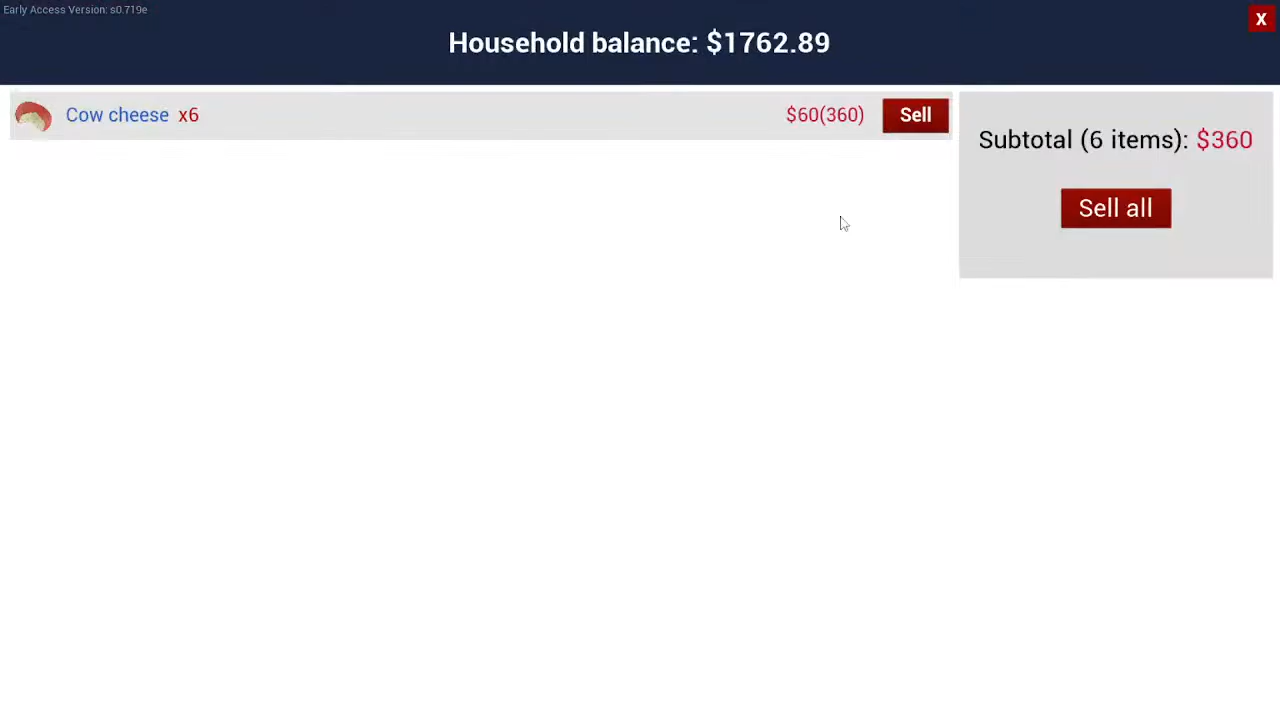 Early Access Version: s0.719e
X
Household balance: $1762.89
Cow cheese x6 $60(360) Sell
Subtotal (6 items): $360
Sell all